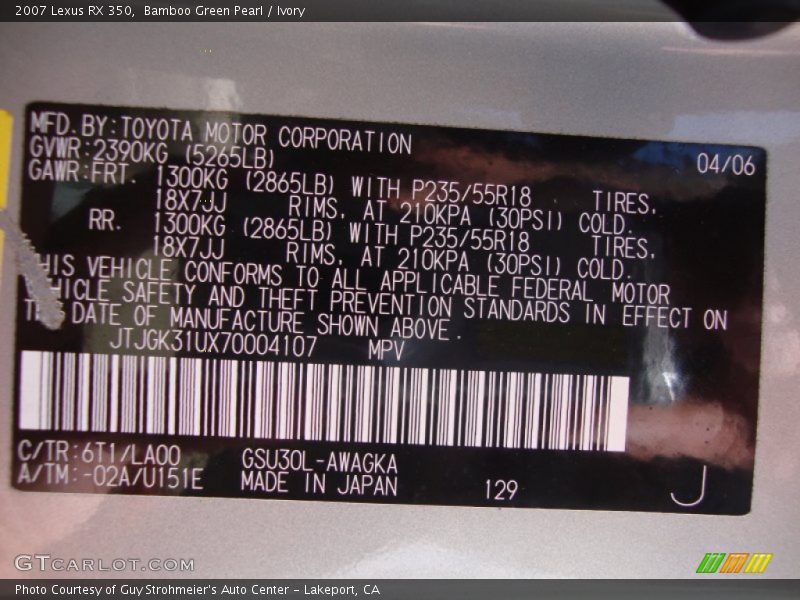 2007 Lexus RX 350, Bamboo Green Pearl / Ivory
MFD. BY: TOYOTA MOTOR CORPORATION 04/06
GVWR: 2390KG (5265LB)
GAWR: FRT. 1300KG (2865LB) WITH P235/55R18 TIRES,
18X7JJ RIMS, AT 210KPA (30PSI) COLD.
RR. 1300KG (2865LB) WITH P235/55R18 TIRES,
18X7JJ RIMS, AT 210KPA (30PSI) COLD.
THIS VEHICLE CONFORMS TO ALL APPLICABLE FEDERAL MOTOR
VEHICLE SAFETY AND THEFT PREVENTION STANDARDS IN EFFECT ON
THE DATE OF MANUFACTURE SHOWN ABOVE.
JTJGK31UX70004107 MPV
C/TR: 6T1/LA00 GSU30L-AWAGKA
A/TM: -02A/U151E MADE IN JAPAN 129 J
GTCARLOT.COM
Photo Courtesy of Guy Strohmeier's Auto Center - Lakeport, CA